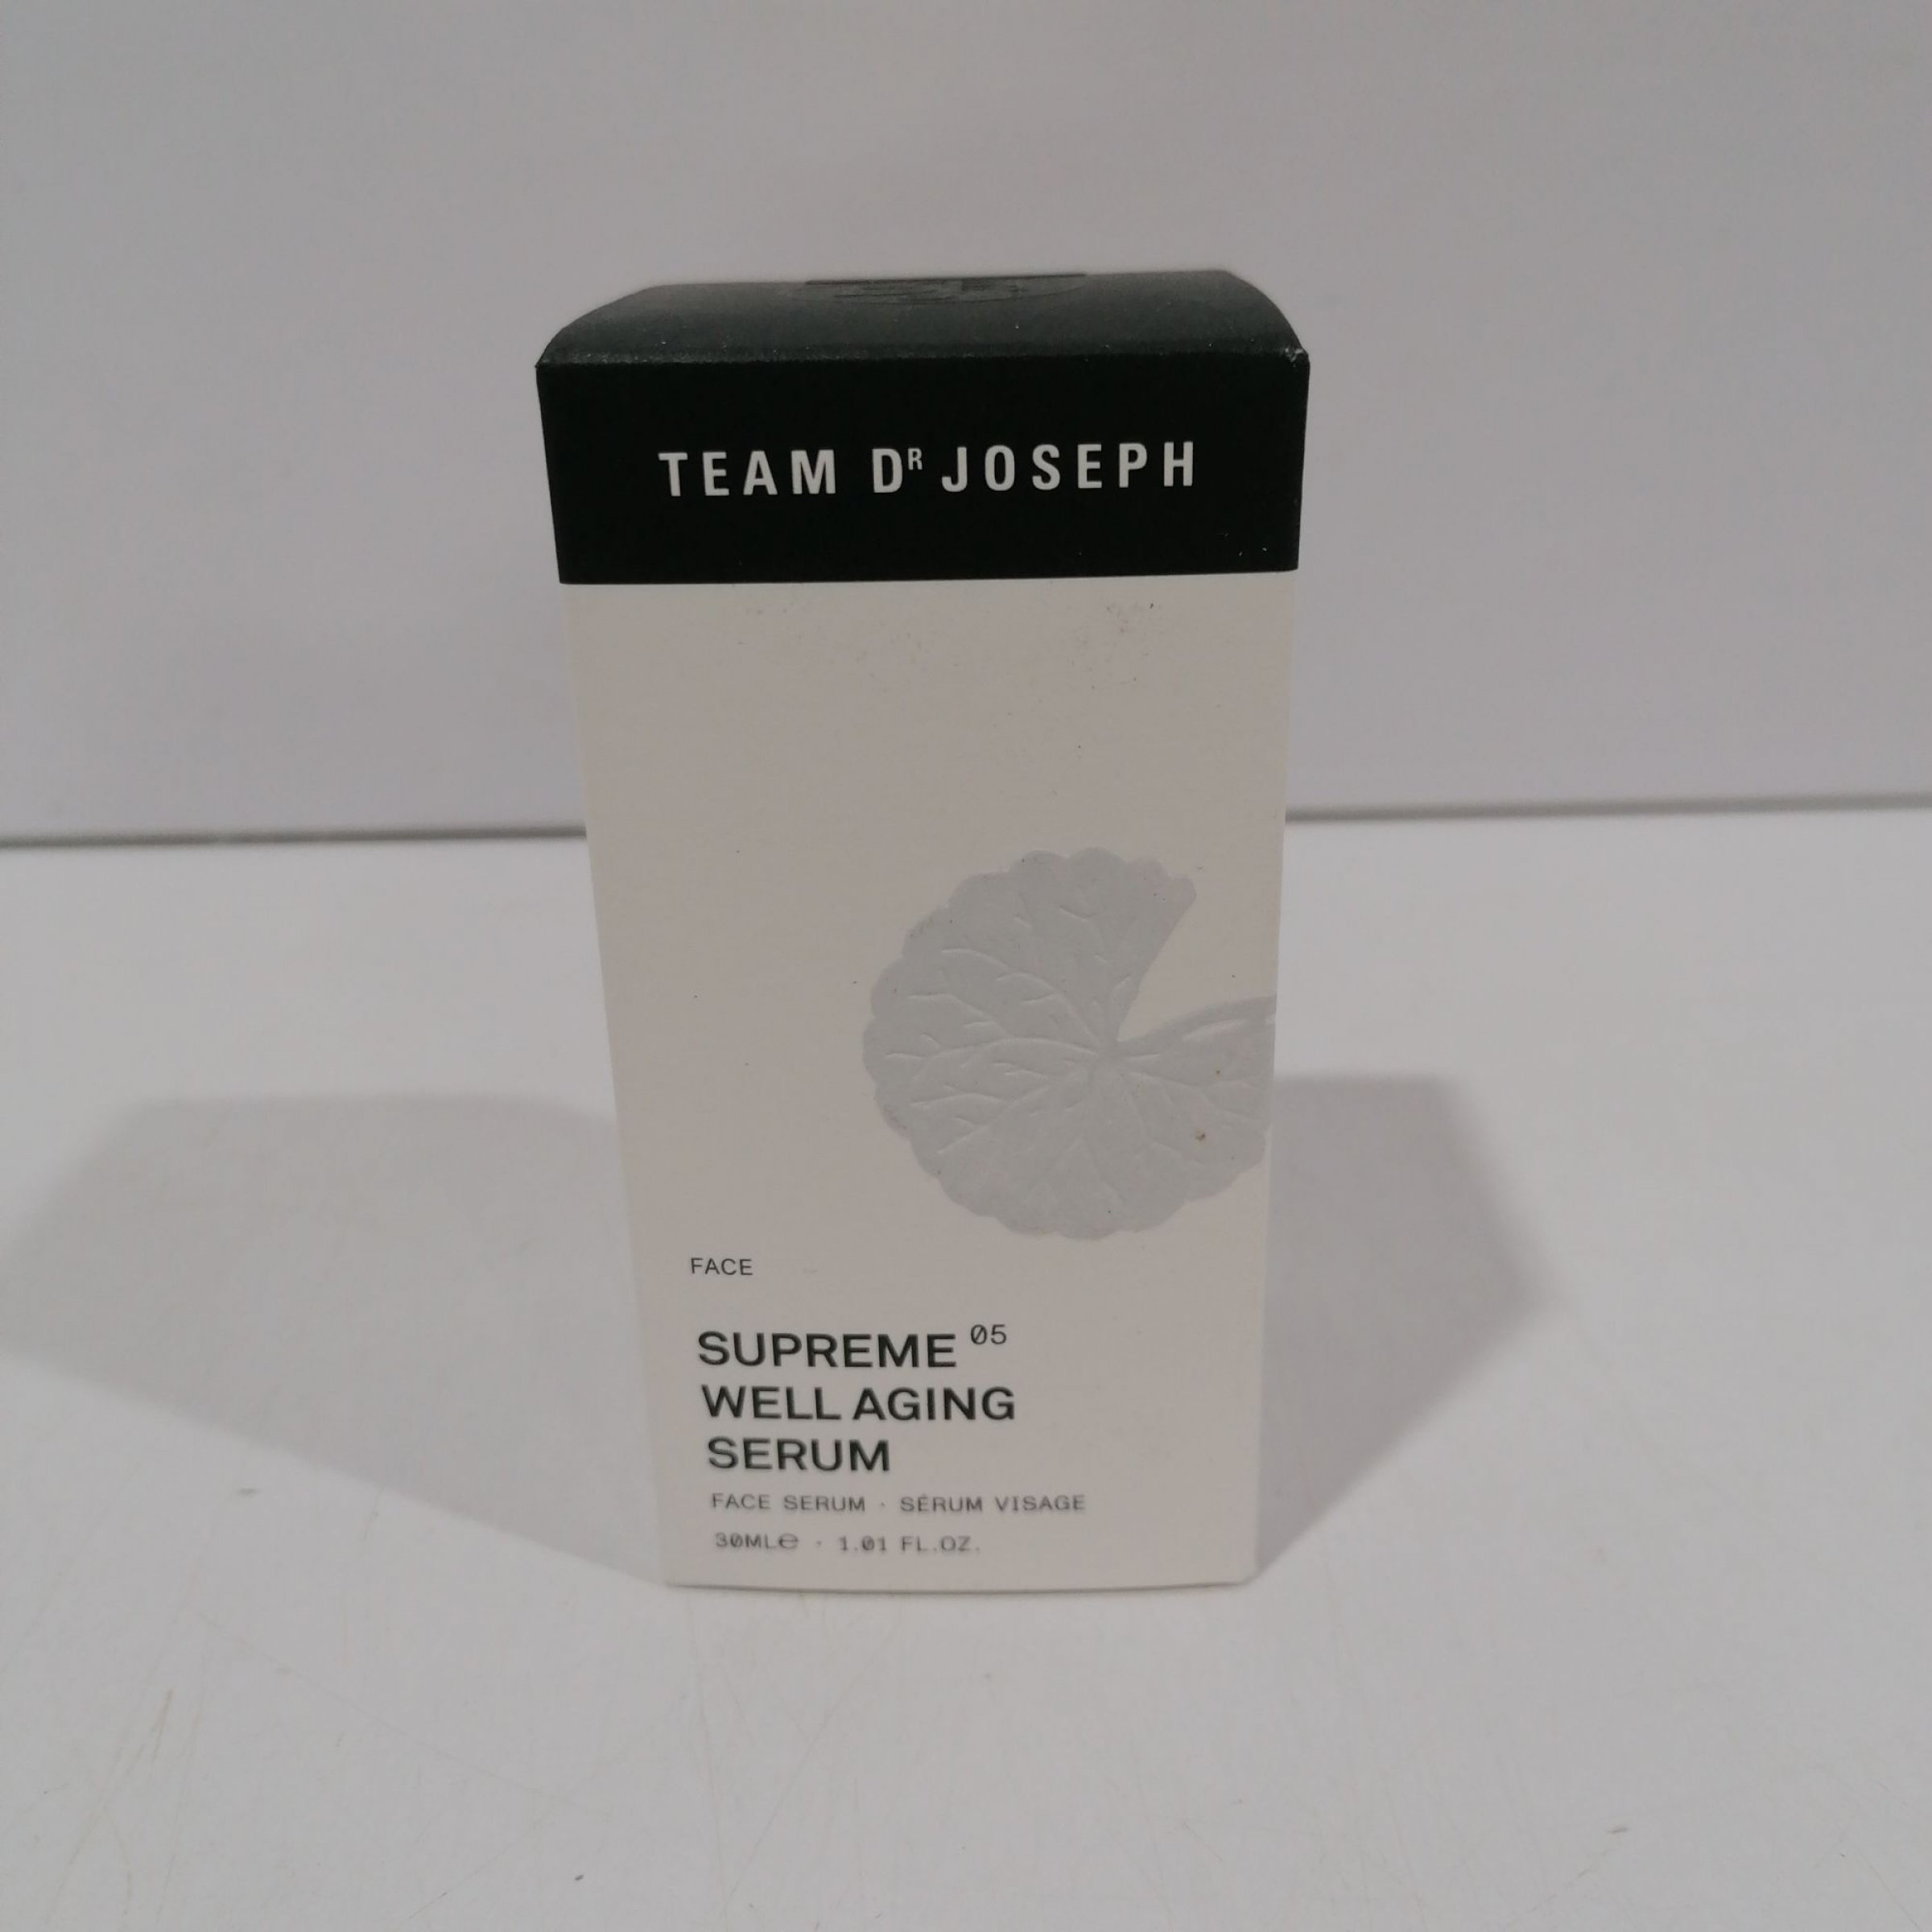 TEAM DR JOSEPH
FACE
SUPREME 05
WELL AGING
SERUM
FACE SERUM · SÉRUM VISAGE
30ML℮ · 1.01 FL.OZ.